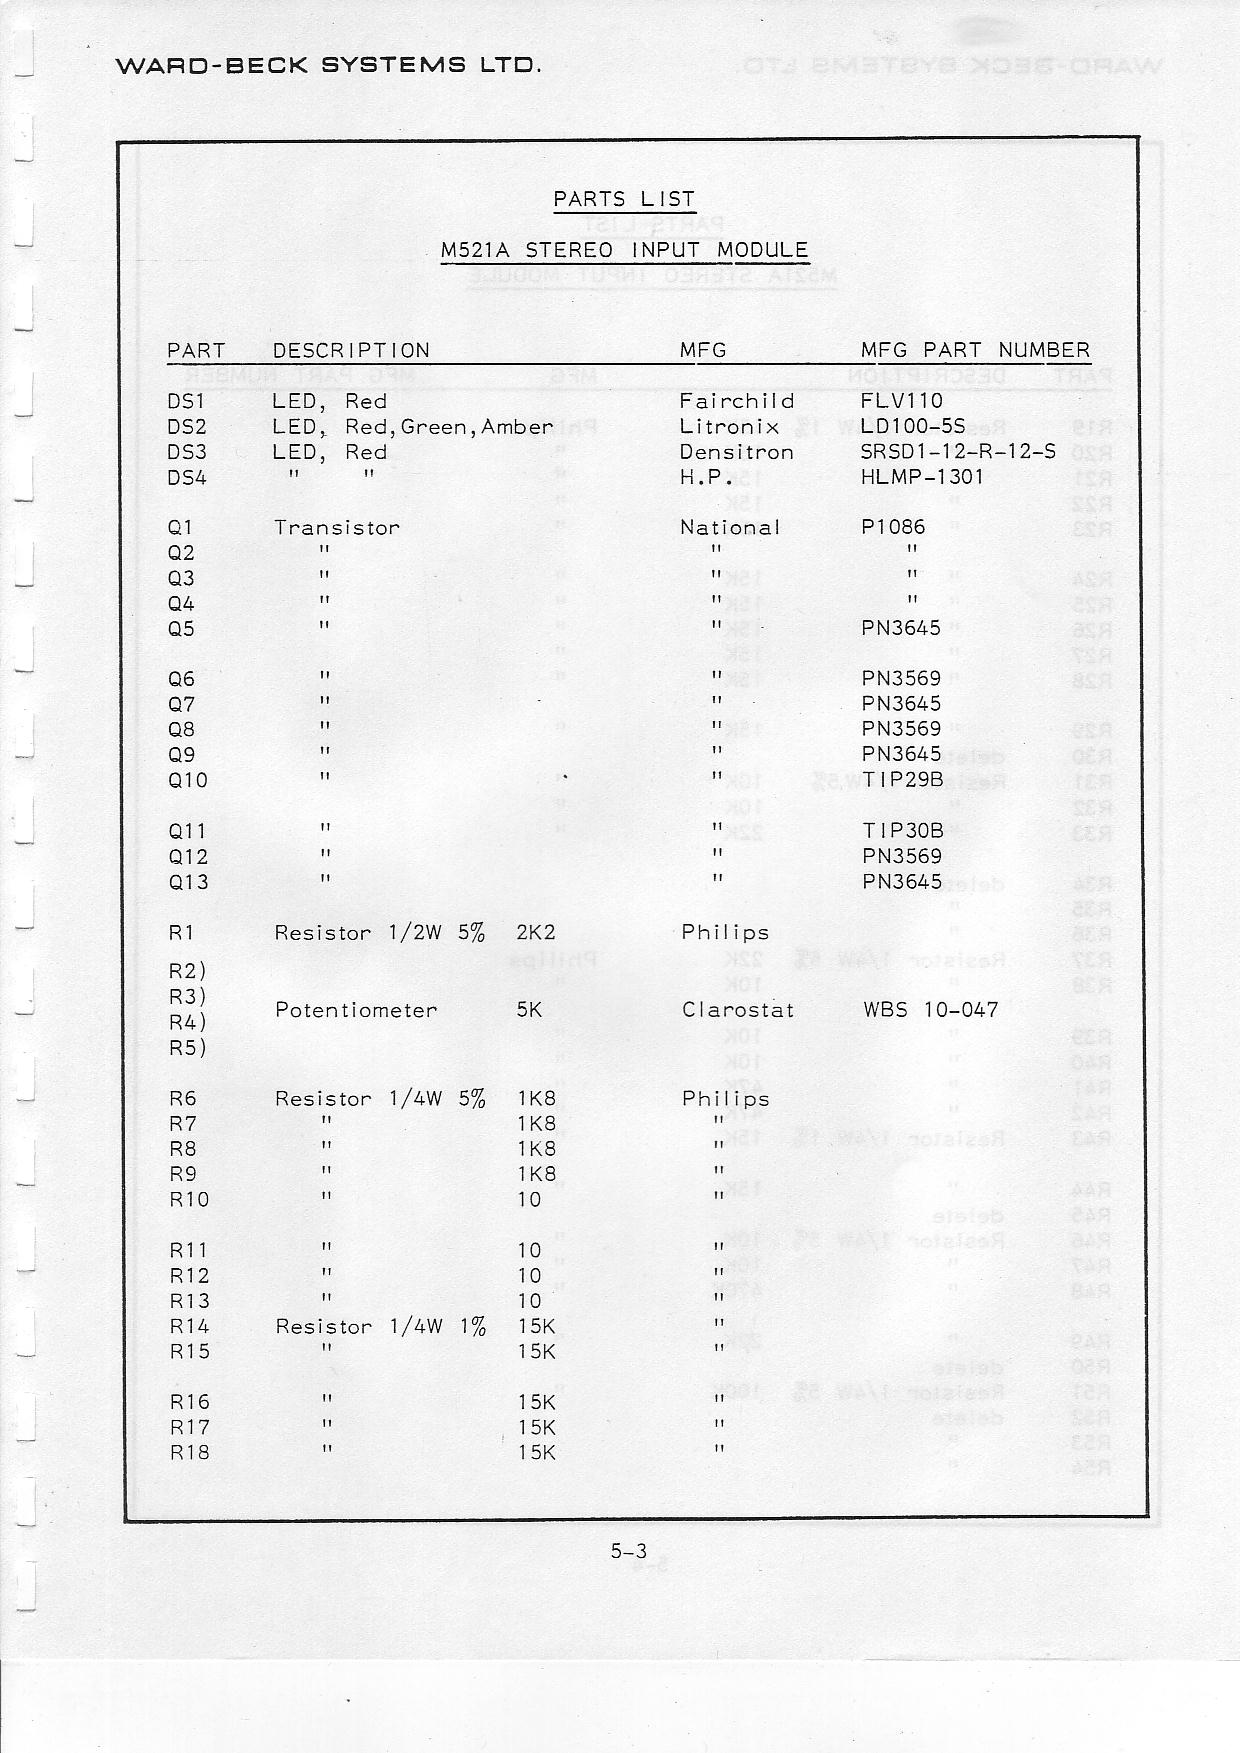 WARD-BECK SYSTEMS LTD.
PARTS LIST
M521A STEREO INPUT MODULE
PART DESCRIPTION MFG MFG PART NUMBER
DS1 LED, Red Fairchild FLV110
DS2 LED, Red,Green,Amber Litronix LD100-5S
DS3 LED, Red Densitron SRSD1-12-R-12-S
DS4 " " H.P. HLMP-1301
Q1 Transistor National P1086
Q2 " " "
Q3 " " "
Q4 " " "
Q5 " " PN3645
Q6 " " PN3569
Q7 " " PN3645
Q8 " " PN3569
Q9 " " PN3645
Q10 " " TIP29B
Q11 " " TIP30B
Q12 " " PN3569
Q13 " " PN3645
R1 Resistor 1/2W 5% 2K2 Philips
R2)
R3)
Potentiometer 5K Clarostat WBS 10-047
R4)
R5)
R6 Resistor 1/4W 5% 1K8 Philips
R7 " 1K8 "
R8 " 1K8 "
R9 " 1K8 "
R10 " 10 "
R11 " 10 "
R12 " 10 "
R13 " 10 "
R14 Resistor 1/4W 1% 15K "
R15 " 15K "
R16 " 15K "
R17 " 15K "
R18 " 15K "
5-3